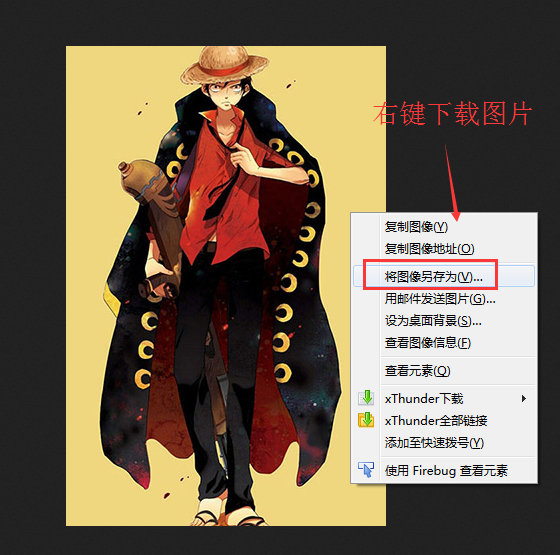 右键下载图片
复制图像(Y)
复制图像地址(O)
将图像另存为(V)...
用邮件发送图片(G)...
设为桌面背景(S)...
查看图像信息(F)
查看元素(Q)
xThunder下载
xThunder全部链接
添加至快速拨号(Y)
使用 Firebug 查看元素